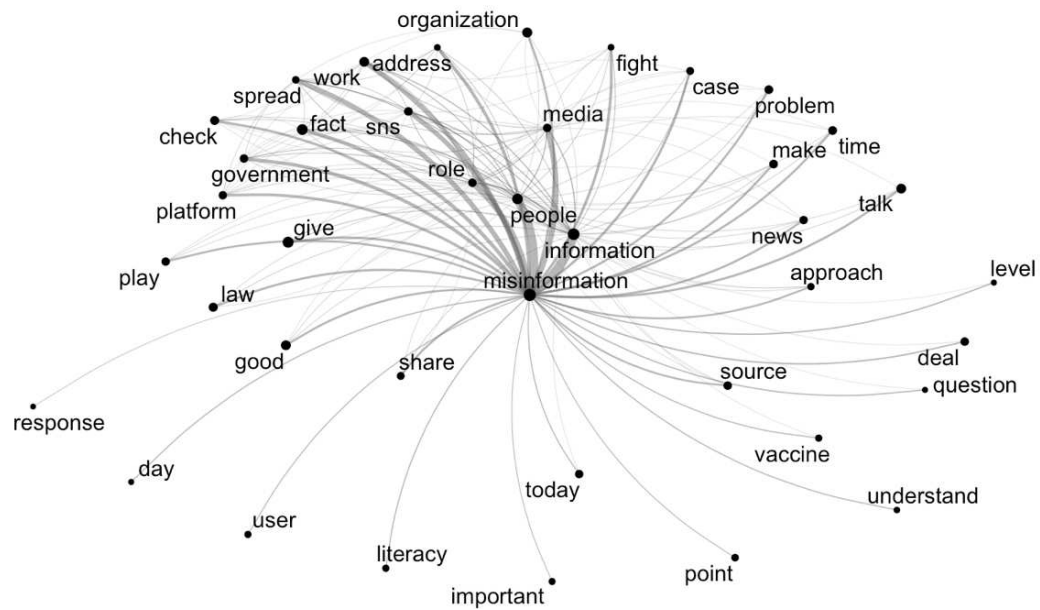 organization
address
fight
work
case
spread
problem
media
fact
sns
check
time
make
role
government
platform
talk
people
give
news
information
play
approach
level
misinformation
law
deal
good
share
source
question
response
vaccine
day
today
understand
user
literacy
point
important